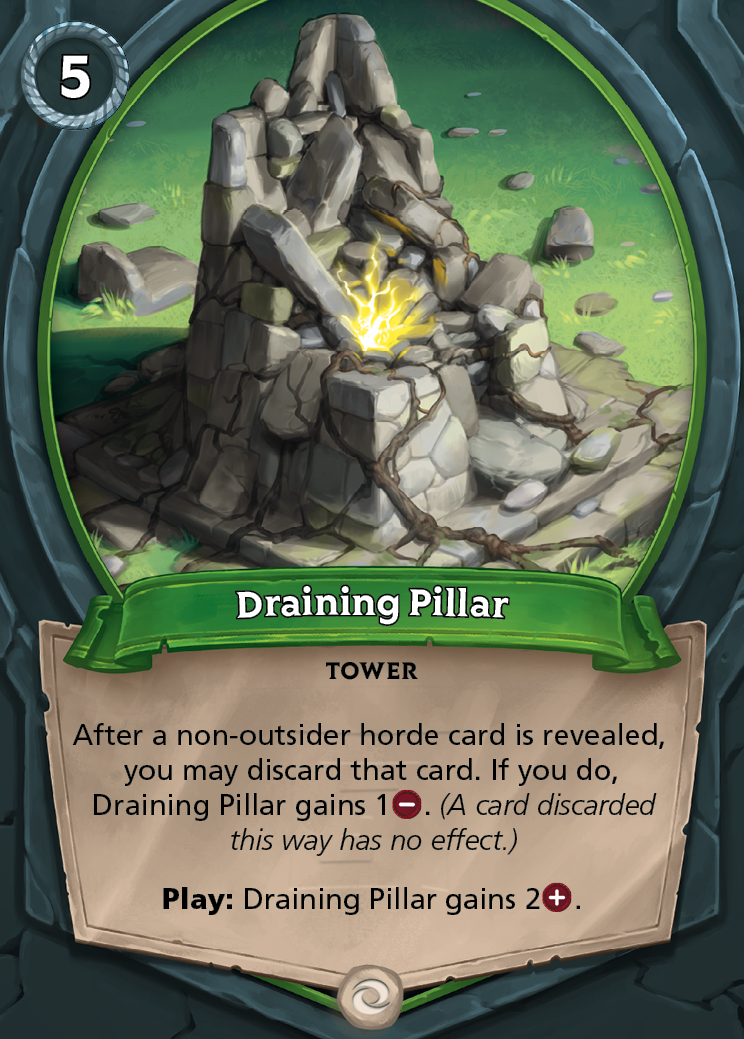 5
Draining Pillar
TOWER
After a non-outsider horde card is revealed,
you may discard that card. If you do,
Draining Pillar gains 1−. (A card discarded
this way has no effect.)
Play: Draining Pillar gains 2+.